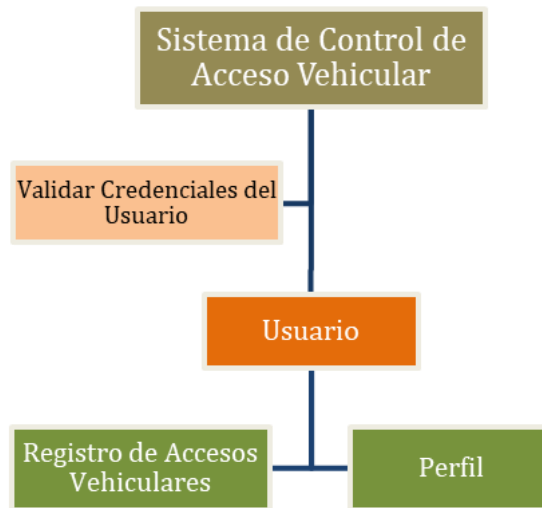 Sistema de Control de
Acceso Vehicular
Validar Credenciales del
Usuario
Usuario
Registro de Accesos
Vehiculares
Perfil